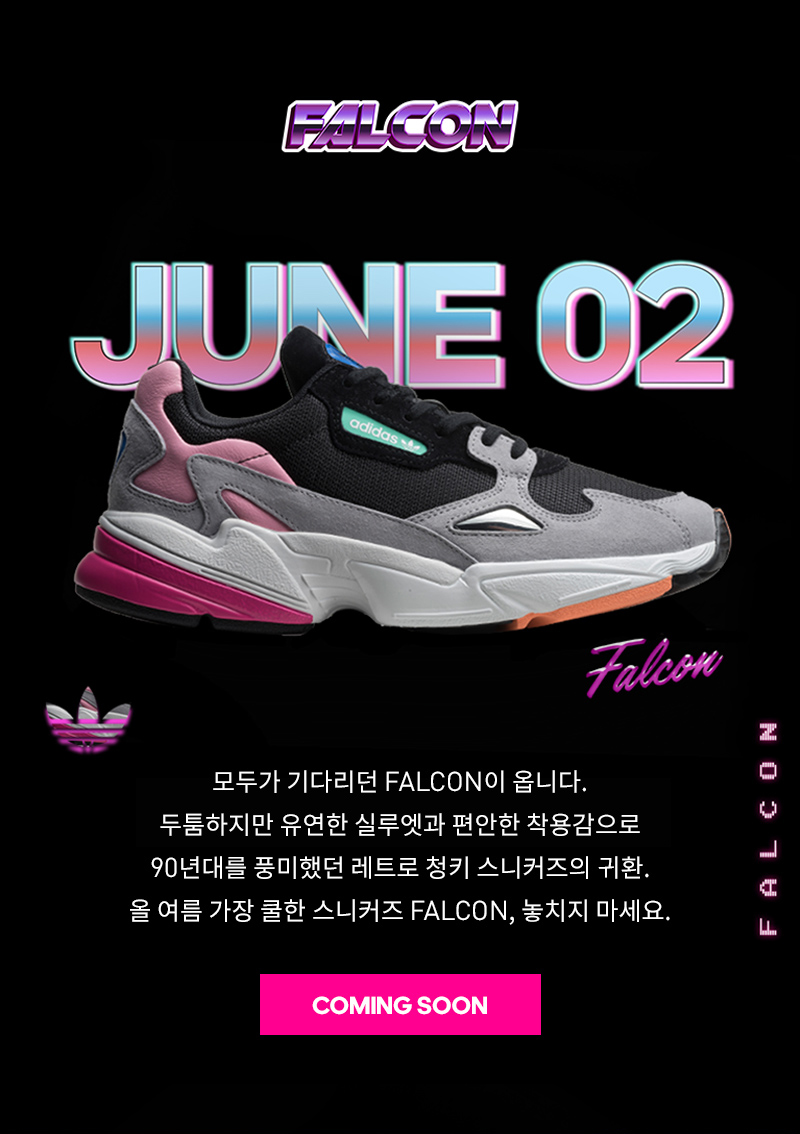 FALCON
JUNE 02
adidas
Falcon
FALCON
모두가 기다리던 FALCON이 옵니다.
두툼하지만 유연한 실루엣과 편안한 착용감으로
90년대를 풍미했던 레트로 청키 스니커즈의 귀환.
올 여름 가장 쿨한 스니커즈 FALCON, 놓치지 마세요.
COMING SOON